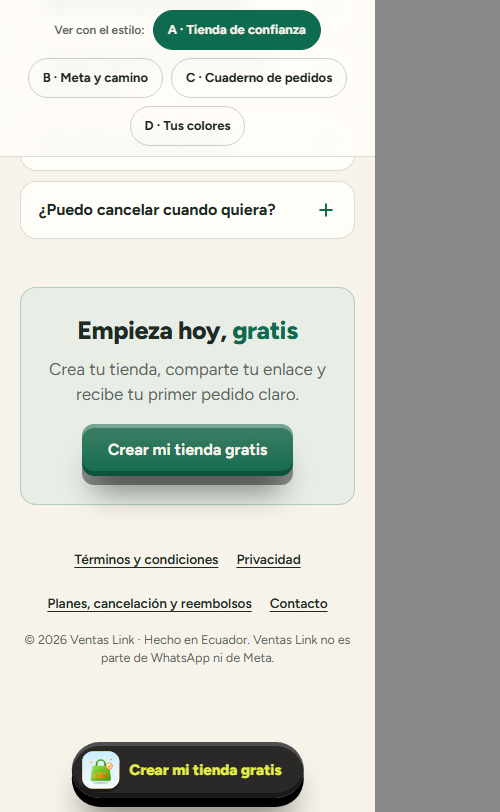 Ver con el estilo:
A · Tienda de confianza
B · Meta y camino
C · Cuaderno de pedidos
D · Tus colores
¿Puedo cancelar cuando quiera?
Empieza hoy, gratis
Crea tu tienda, comparte tu enlace y
recibe tu primer pedido claro.
Crear mi tienda gratis
Términos y condiciones Privacidad
Planes, cancelación y reembolsos Contacto
© 2026 Ventas Link · Hecho en Ecuador. Ventas Link no es
parte de WhatsApp ni de Meta.
Crear mi tienda gratis